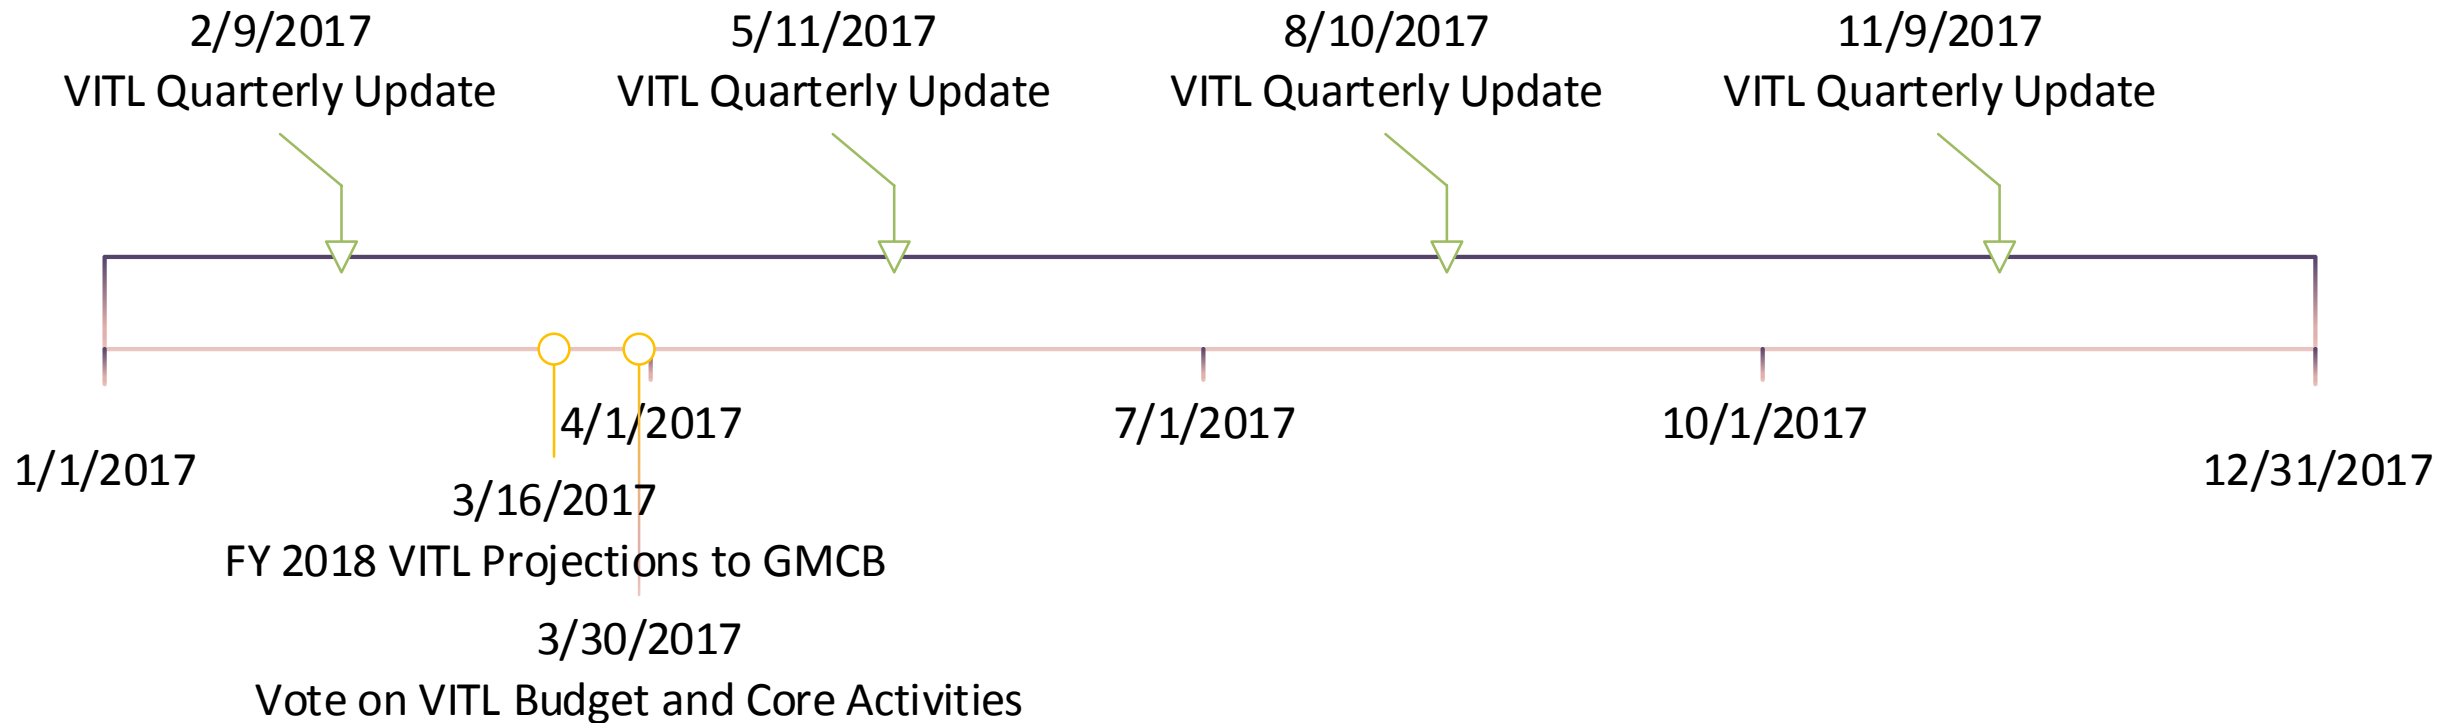 2/9/2017
VITL Quarterly Update
5/11/2017
VITL Quarterly Update
8/10/2017
VITL Quarterly Update
11/9/2017
VITL Quarterly Update
1/1/2017
4/1/2017
7/1/2017
10/1/2017
12/31/2017
3/16/2017
FY 2018 VITL Projections to GMCB
3/30/2017
Vote on VITL Budget and Core Activities